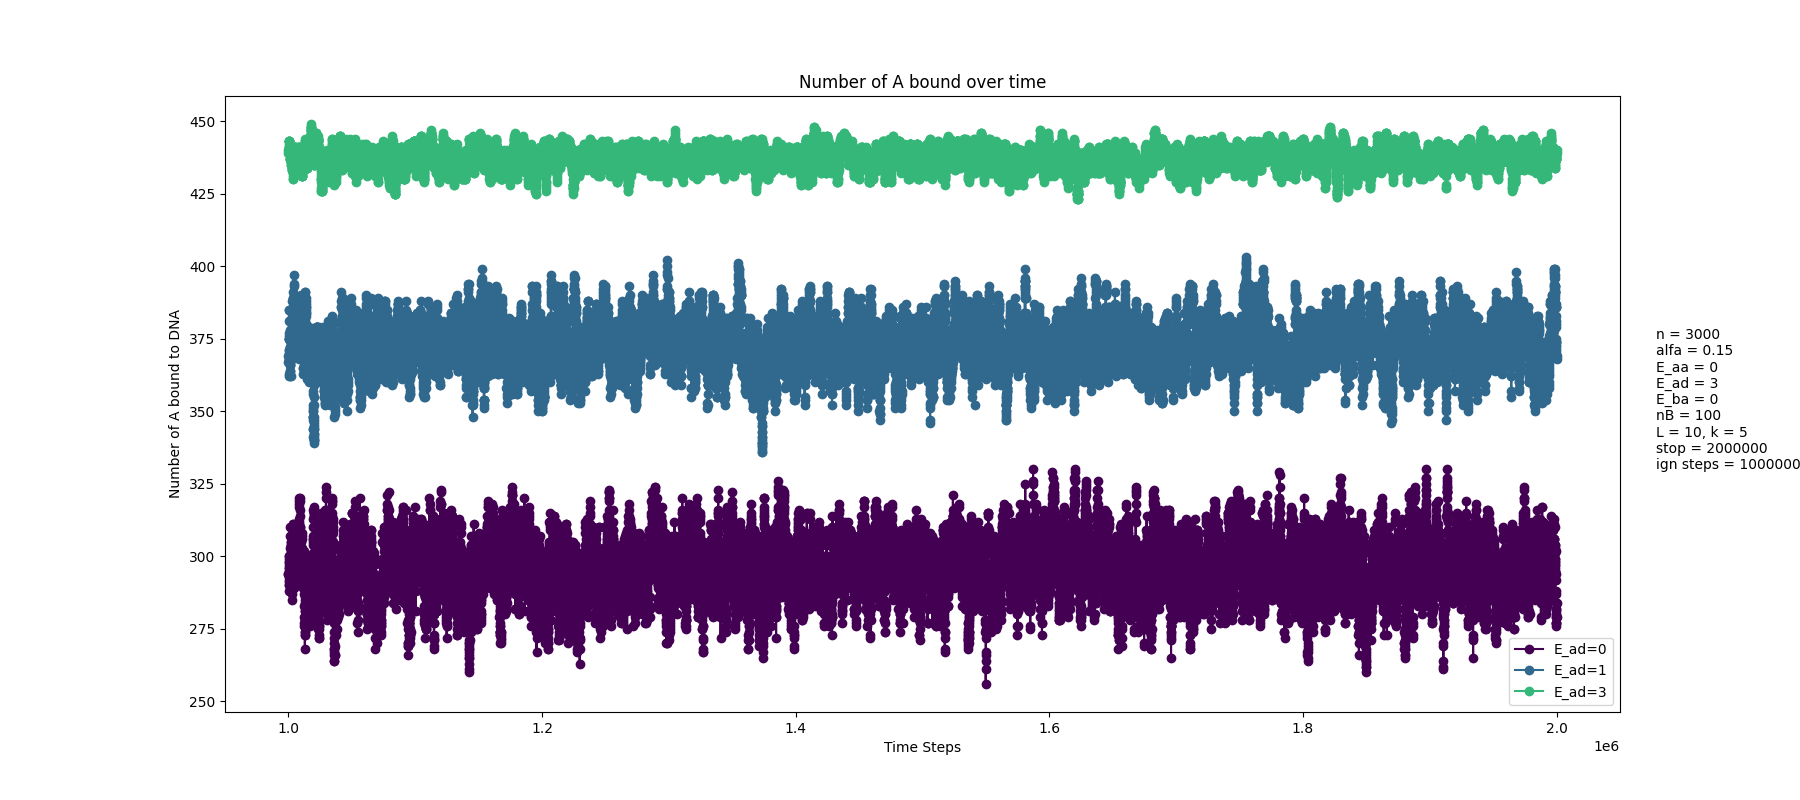 Number of A bound over time
Number of A bound to DNA
450
425
400
375
350
325
300
275
250
1.0
1.2
1.4
1.6
1.8
2.0
1e6
Time Steps
E_ad=0
E_ad=1
E_ad=3
n = 3000
alfa = 0.15
E_aa = 0
E_ad = 3
E_ba = 0
nB = 100
L = 10, k = 5
stop = 2000000
ign steps = 1000000